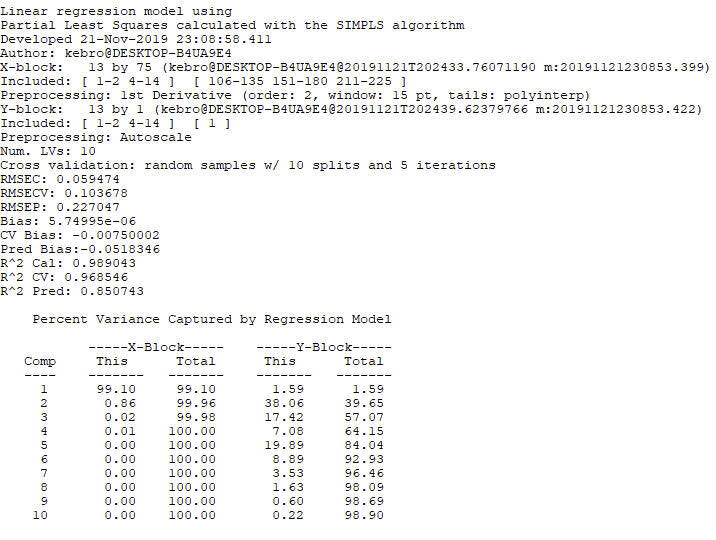 Linear regression model using
Partial Least Squares calculated with the SIMPLS algorithm
Developed 21-Nov-2019 23:08:58.411
Author: kebro@DESKTOP-B4UA9E4
X-block:   13 by 75 (kebro@DESKTOP-B4UA9E4@20191121T202433.76071190 m:20191121230853.399)
Included: [ 1-2 4-14 ]  [ 106-135 151-180 211-225 ]
Preprocessing: 1st Derivative (order: 2, window: 15 pt, tails: polyinterp)
Y-block:   13 by 1 (kebro@DESKTOP-B4UA9E4@20191121T202439.62379766 m:20191121230853.422)
Included: [ 1-2 4-14 ]  [ 1 ]
Preprocessing: Autoscale
Num. LVs: 10
Cross validation: random samples w/ 10 splits and 5 iterations
RMSEC: 0.059474
RMSECV: 0.103678
RMSEP: 0.227047
Bias: 5.74995e-06
CV Bias: -0.00750002
Pred Bias:-0.0518346
R^2 Cal: 0.989043
R^2 CV: 0.968546
R^2 Pred: 0.850743
Percent Variance Captured by Regression Model
-----X-Block-----    -----Y-Block-----
Comp     This      Total      This      Total
----    -------   -------   -------   -------
1      99.10     99.10      1.59      1.59
2       0.86     99.96     38.06     39.65
3       0.02     99.98     17.42     57.07
4       0.01    100.00      7.08     64.15
5       0.00    100.00     19.89     84.04
6       0.00    100.00      8.89     92.93
7       0.00    100.00      3.53     96.46
8       0.00    100.00      1.63     98.09
9       0.00    100.00      0.60     98.69
10      0.00    100.00      0.22     98.90